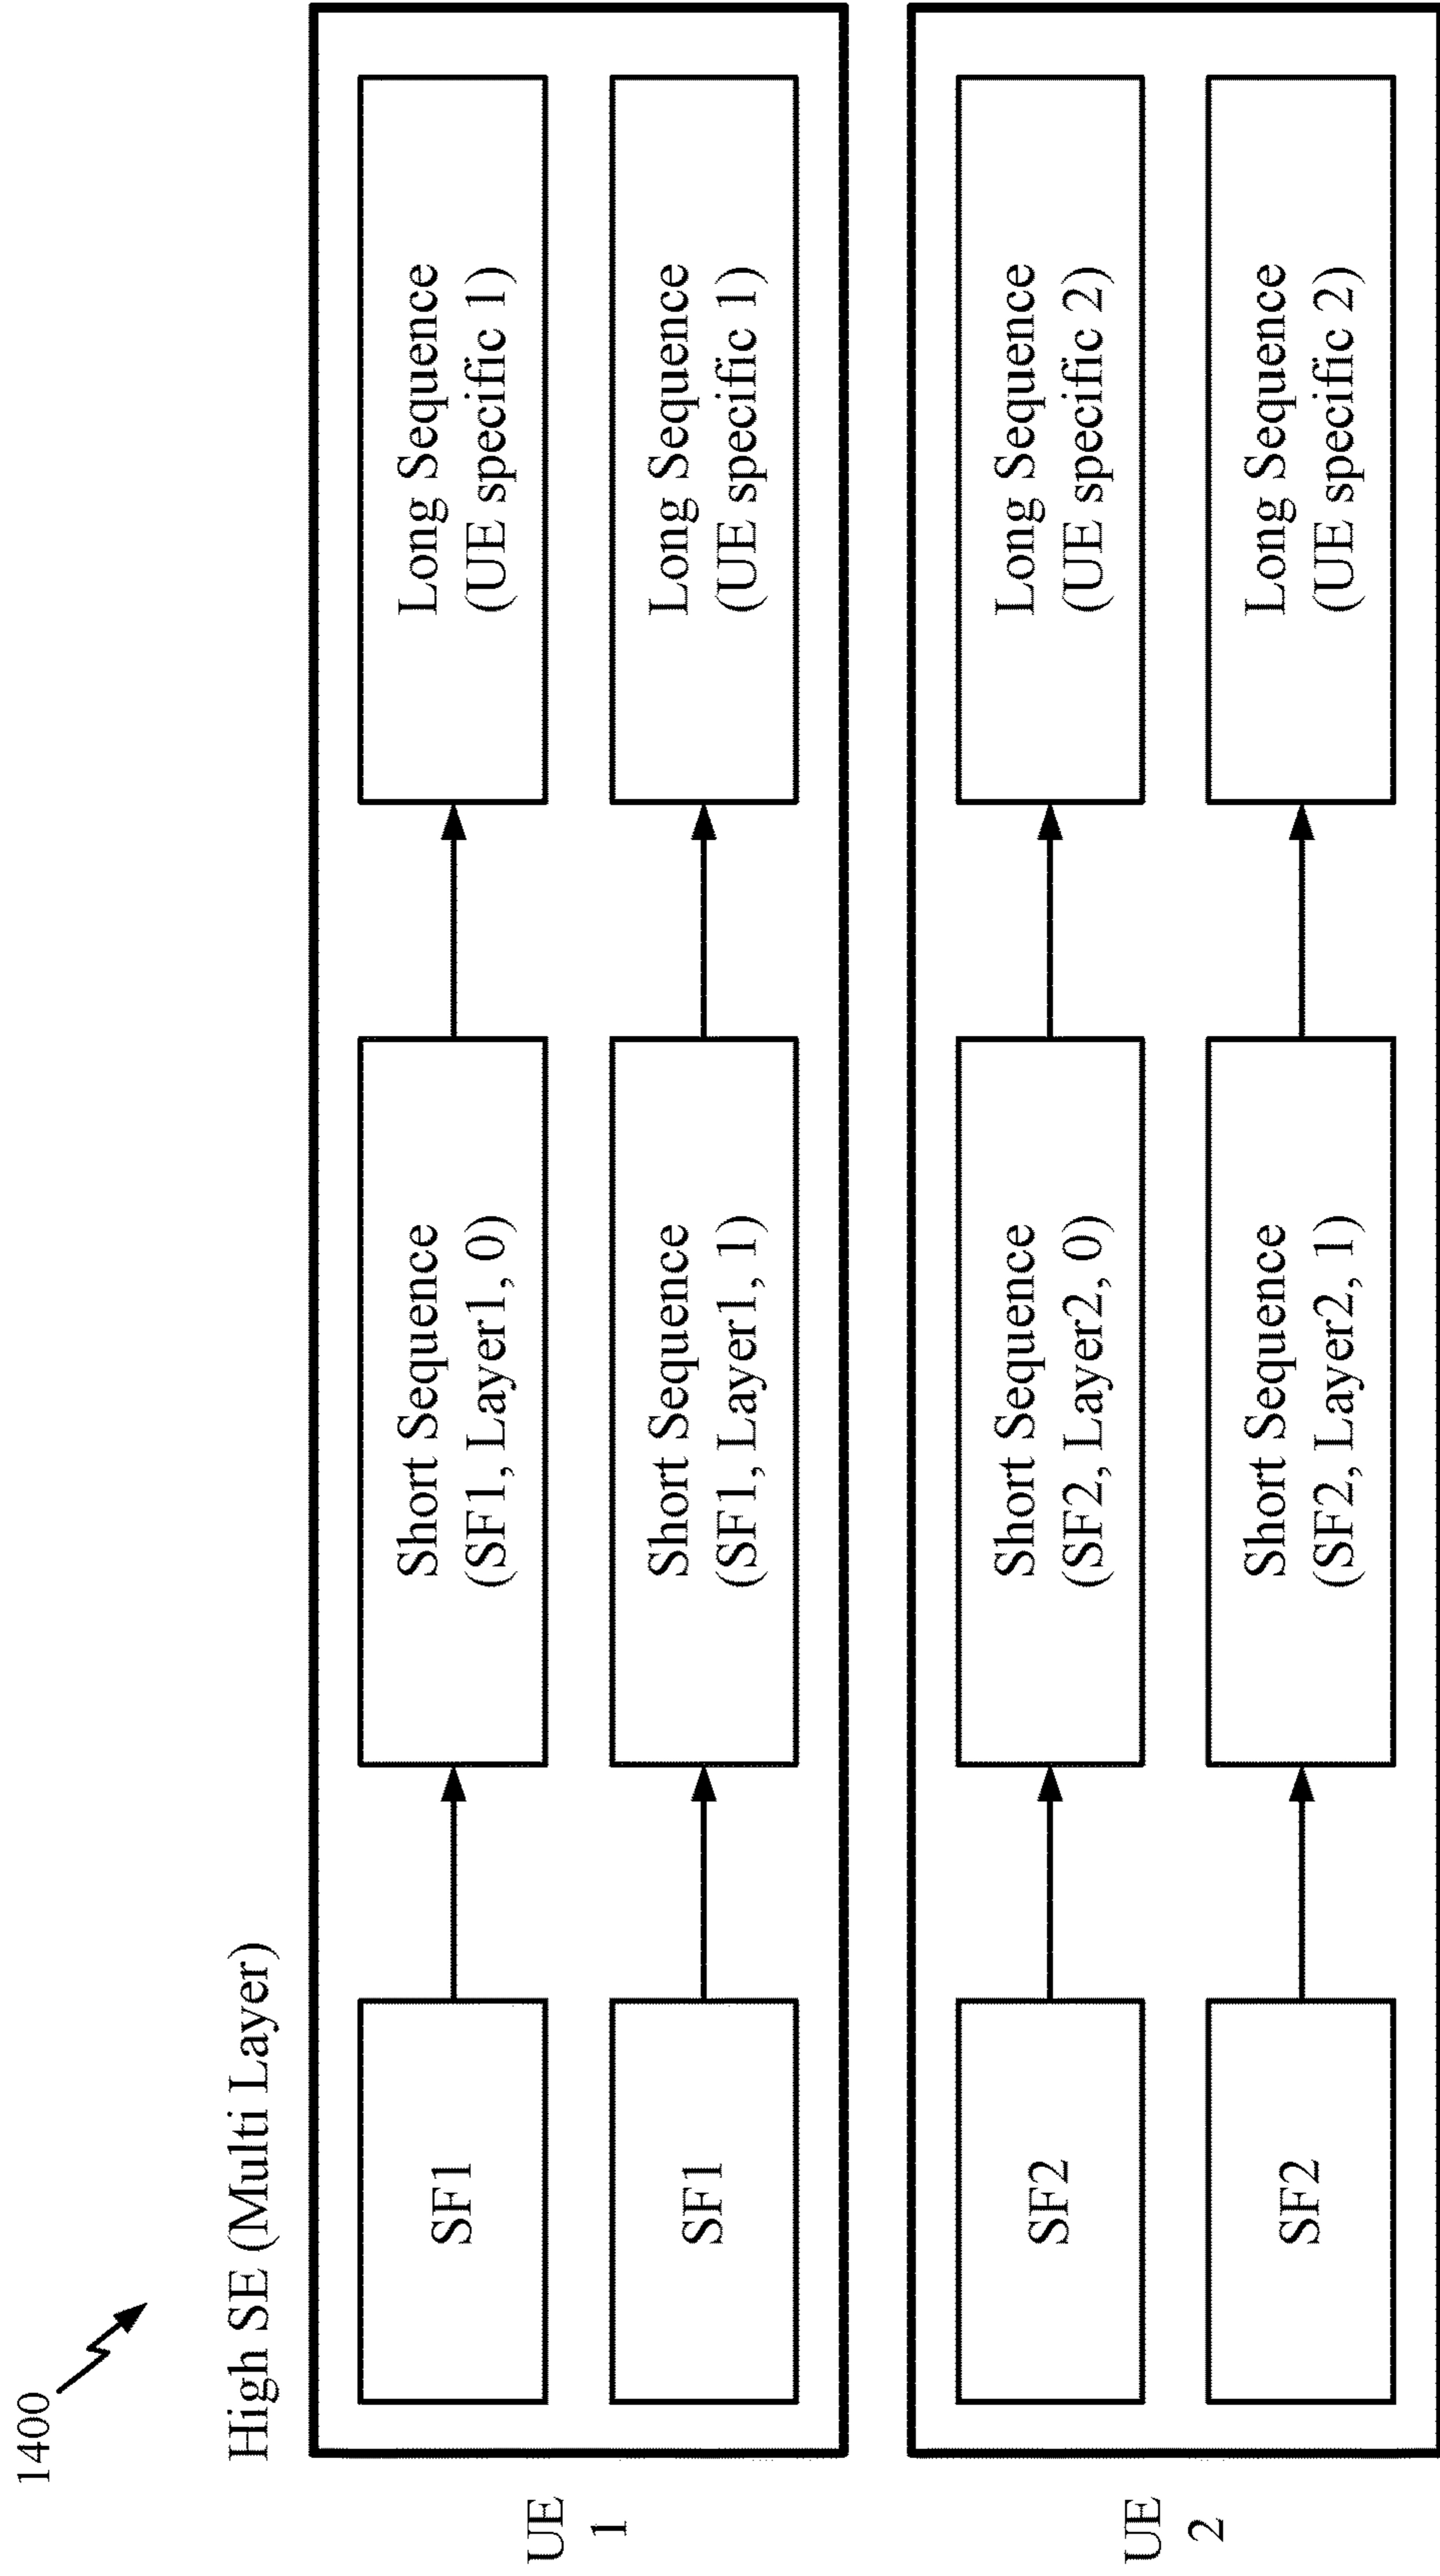 1400
High SE (Multi Layer)
UE
1
SF1
Short Sequence
(SF1, Layer1, 0)
Long Sequence
(UE specific 1)
SF1
Short Sequence
(SF1, Layer1, 1)
Long Sequence
(UE specific 1)
UE
2
SF2
Short Sequence
(SF2, Layer2, 0)
Long Sequence
(UE specific 2)
SF2
Short Sequence
(SF2, Layer2, 1)
Long Sequence
(UE specific 2)